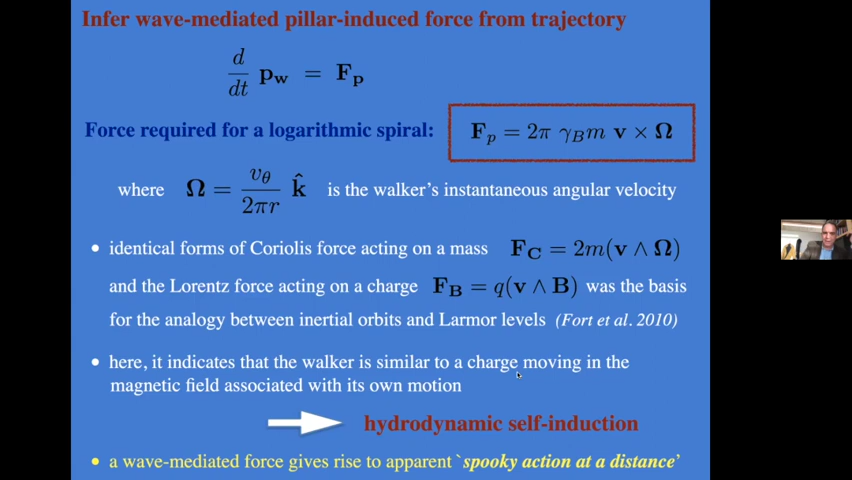 Infer wave-mediated pillar-induced force from trajectory
d/dt p_w = F_p
Force required for a logarithmic spiral: F_p = 2π γ_B m v × Ω
where Ω = v_θ/2πr k̂ is the walker's instantaneous angular velocity
• identical forms of Coriolis force acting on a mass F_C = 2m(v ∧ Ω)
and the Lorentz force acting on a charge F_B = q(v ∧ B) was the basis
for the analogy between inertial orbits and Larmor levels (Fort et al. 2010)
• here, it indicates that the walker is similar to a charge moving in the
magnetic field associated with its own motion
hydrodynamic self-induction
• a wave-mediated force gives rise to apparent `spooky action at a distance'